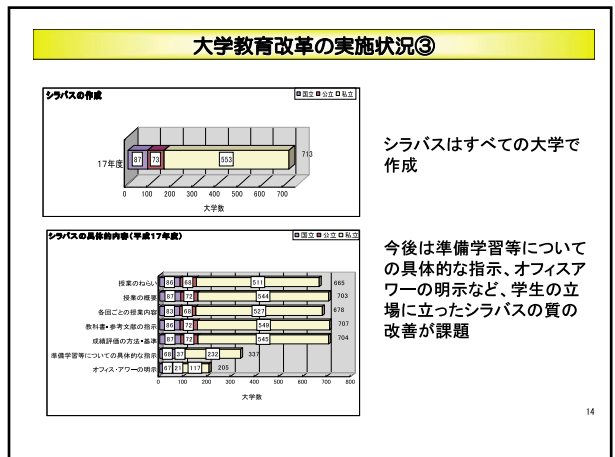 大学教育改革の実施状況③
シラバスの作成
国立 公立 私立
17年度
87 73 553 713
0 100 200 300 400 500 600 700
大学数
シラバスはすべての大学で
作成
シラバスの具体的内容(平成17年度)
国立 公立 私立
授業のねらい 86 68 511 665
授業の概要 87 72 544 703
各回ごとの授業内容 83 68 527 678
教科書・参考文献の指示 86 72 549 707
成績評価の方法・基準 87 72 545 704
準備学習等についての具体的な指示 68 37 232 337
オフィス・アワーの明示 67 21 117 205
0 100 200 300 400 500 600 700 800
大学数
今後は準備学習等について
の具体的な指示、オフィスア
ワーの明示など、学生の立
場に立ったシラバスの質の
改善が課題
14